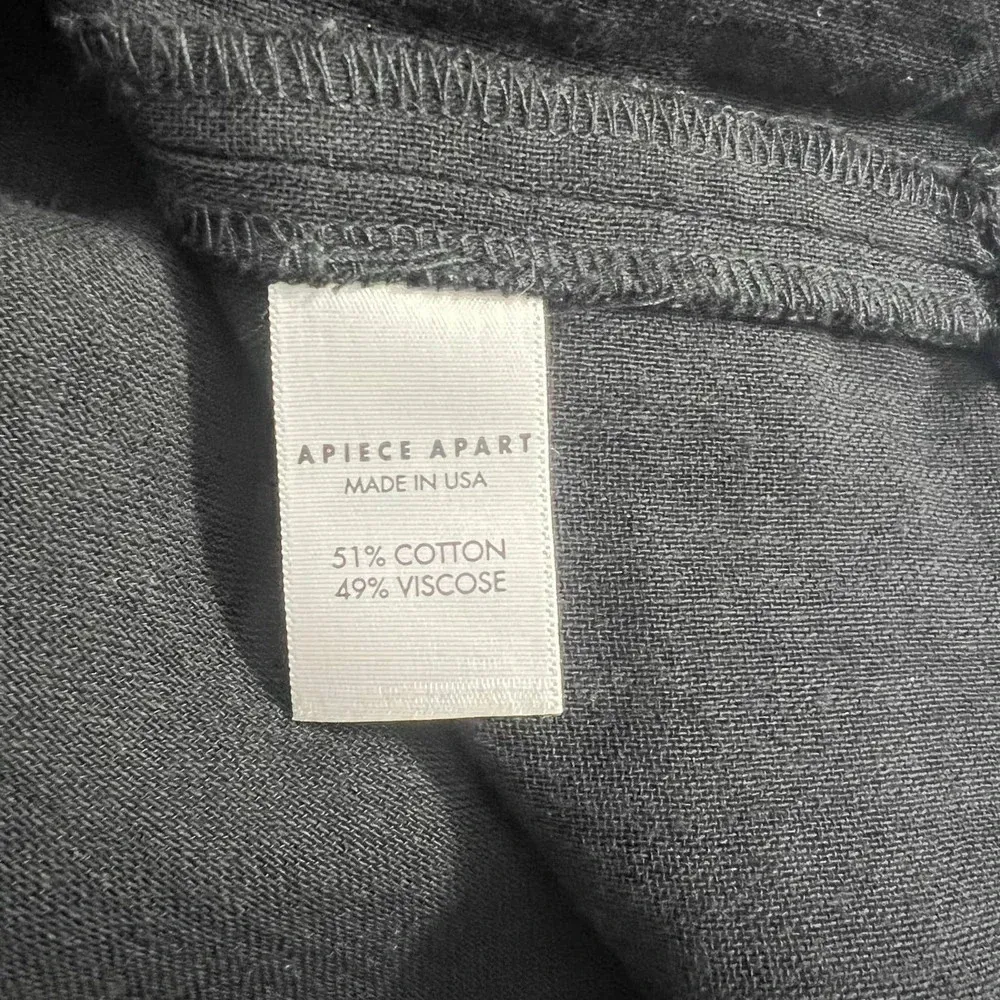 APIECE APART
MADE IN USA
51% COTTON
49% VISCOSE